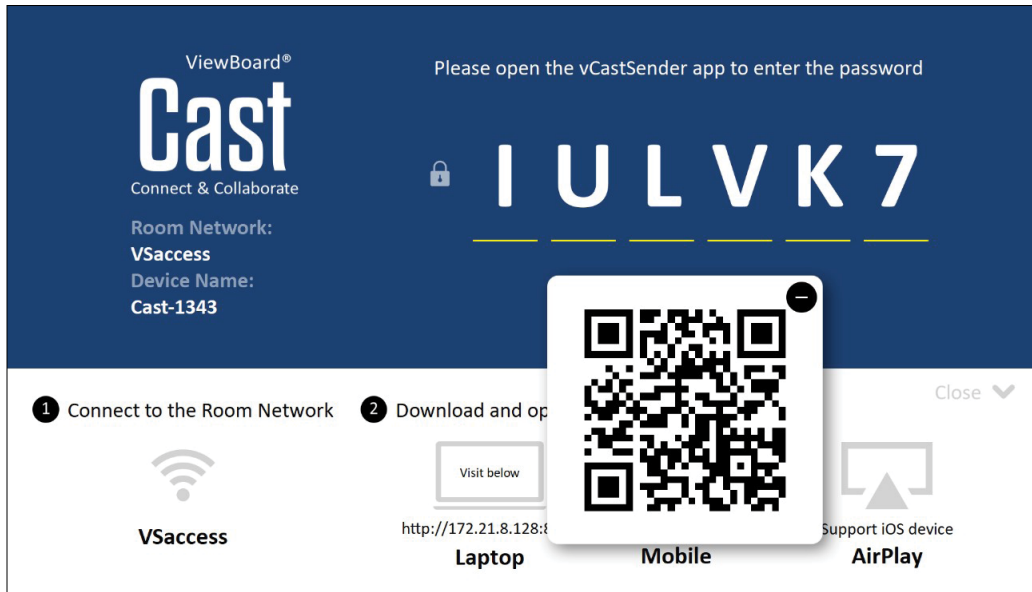 ViewBoard®
Cast
Connect & Collaborate
Room Network:
VSaccess
Device Name:
Cast-1343
Please open the vCastSender app to enter the password
I U L V K 7
Close
1 Connect to the Room Network
VSaccess
2 Download and op
Visit below
http://172.21.8.128:8
Laptop
Mobile
Support iOS device
AirPlay